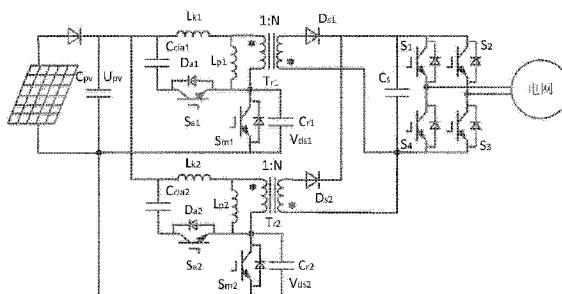 Lk1
1:N
Ds1
Cpv
Upv
Cda1
Da1
Lp1
Sa1
Tr1
Sm1
Cr1
Vds1
Cs
S1
S2
S4
S3
电网
Lk2
1:N
Ds2
Cda2
Da2
Lp2
Sa2
Tr2
Sm2
Cr2
Vds2